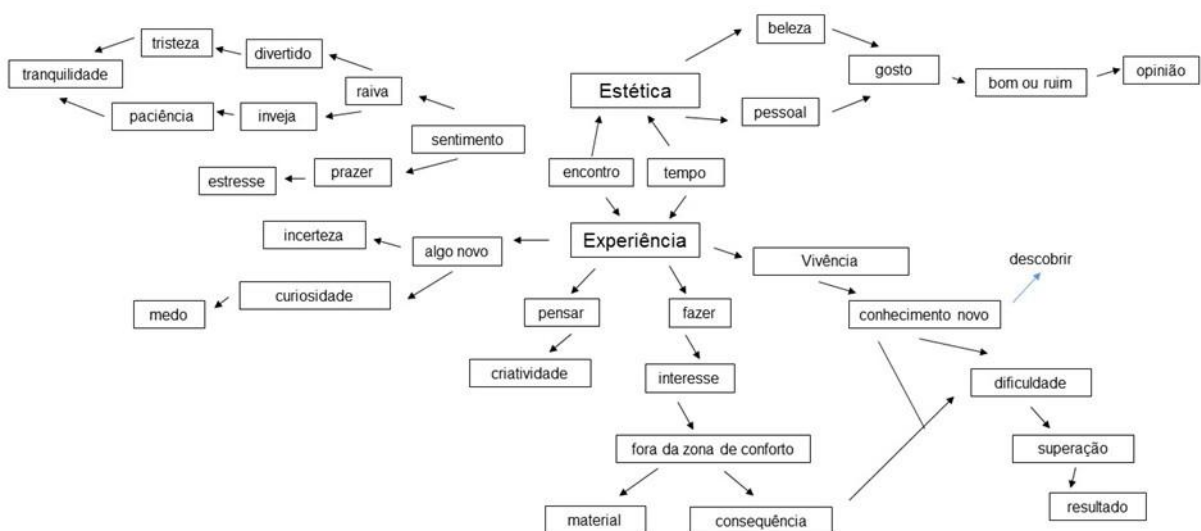 beleza
tristeza
divertido
tranquilidade
gosto
opinião
bom ou ruim
Estética
raiva
paciência
inveja
pessoal
sentimento
encontro
tempo
prazer
estresse
incerteza
Experiência
algo novo
Vivência
descobrir
curiosidade
medo
pensar
fazer
conhecimento novo
criatividade
interesse
dificuldade
fora da zona de conforto
superação
resultado
material
consequência